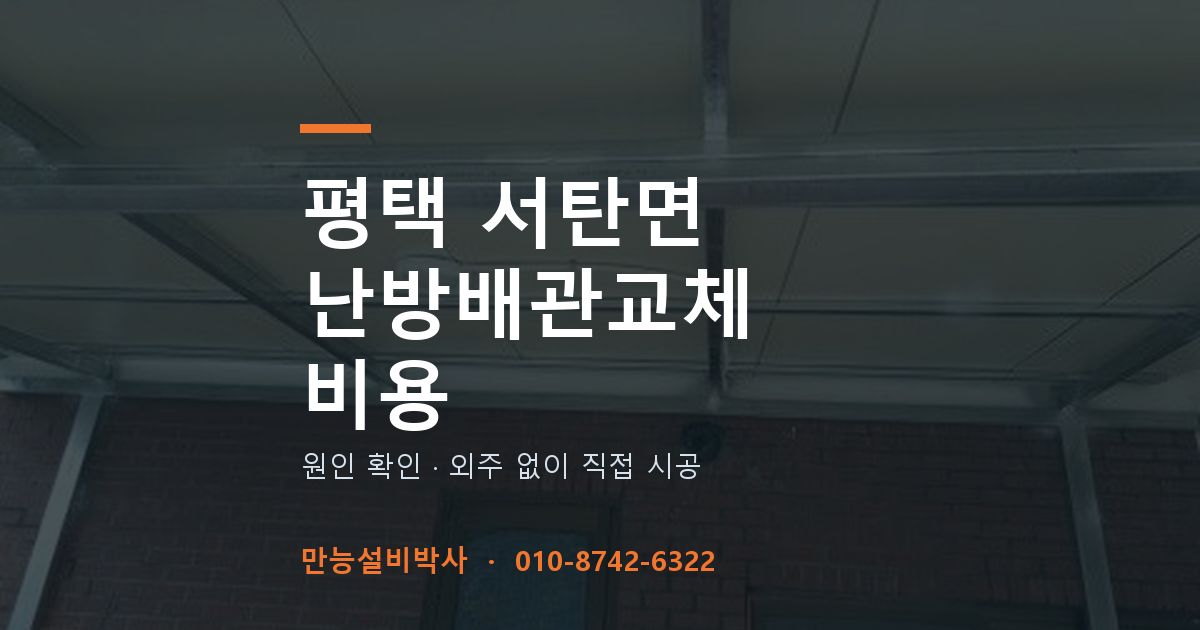 평택 서탄면
난방배관교체
비용
원인 확인 · 외주 없이 직접 시공
만능설비박사 · 010-8742-6322